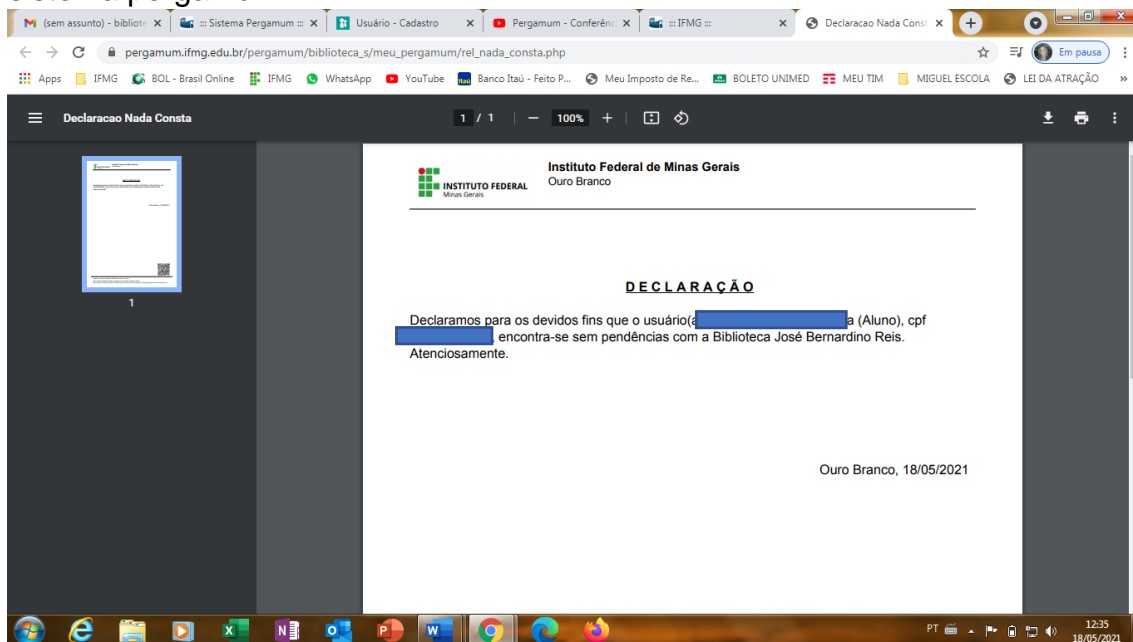 (sem assunto) - bibliote
::: Sistema Pergamum :::
Usuário - Cadastro
Pergamum - Conferênc
::: IFMG :::
Declaracao Nada Const
pergamum.ifmg.edu.br/pergamum/biblioteca_s/meu_pergamum/rel_nada_consta.php
Em pausa
Apps
IFMG
BOL - Brasil Online
IFMG
WhatsApp
YouTube
Itaú
Banco Itaú - Feito P...
Meu Imposto de Re...
BOLETO UNIMED
MEU TIM
MIGUEL ESCOLA
LEI DA ATRAÇÃO
»
Declaracao Nada Consta
1 / 1
100%
1
INSTITUTO FEDERAL
Minas Gerais
Instituto Federal de Minas Gerais
Ouro Branco
DECLARAÇÃO
Declaramos para os devidos fins que o usuário(a a (Aluno), cpf
, encontra-se sem pendências com a Biblioteca José Bernardino Reis.
Atenciosamente.
Ouro Branco, 18/05/2021
PT
12:35
18/05/2021